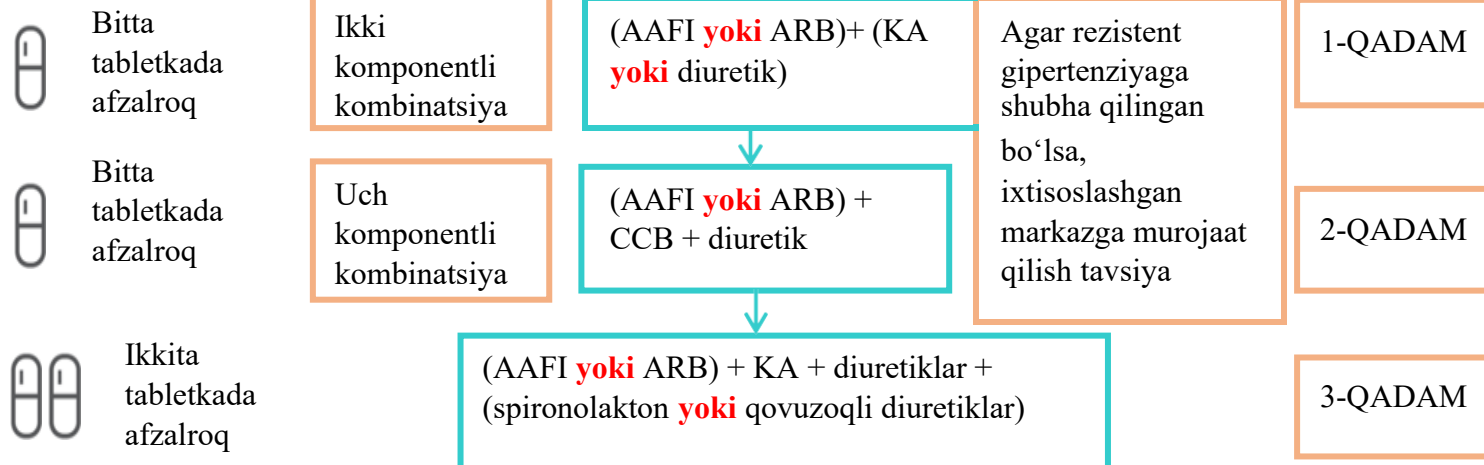 Bitta
tabletkada
afzalroq
Ikki
komponentli
kombinatsiya
(AAFI yoki ARB)+ (KA
yoki diuretik)
Agar rezistent
gipertenziyaga
shubha qilingan
bo‘lsa,
ixtisoslashgan
markazga murojaat
qilish tavsiya
1-QADAM
Bitta
tabletkada
afzalroq
Uch
komponentli
kombinatsiya
(AAFI yoki ARB) +
CCB + diuretik
2-QADAM
Ikkita
tabletkada
afzalroq
(AAFI yoki ARB) + KA + diuretiklar +
(spironolakton yoki qovuzoqli diuretiklar)
3-QADAM